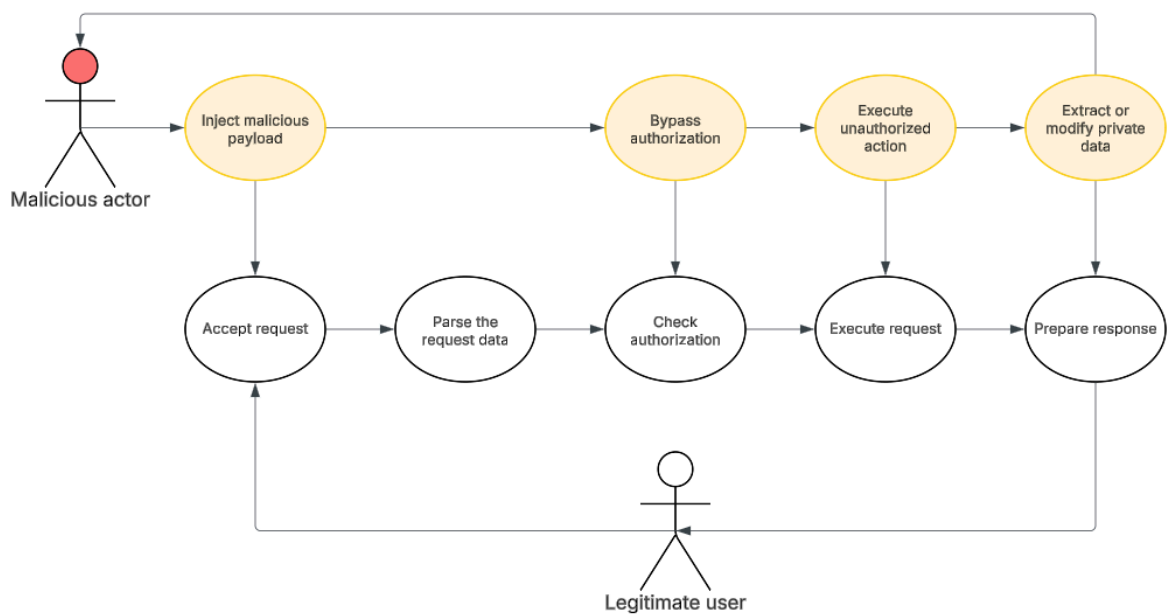 Inject malicious
payload
Bypass
authorization
Execute
unauthorized
action
Extract or
modify private
data
Malicious actor
Accept request
Parse the
request data
Check
authorization
Execute request
Prepare response
Legitimate user